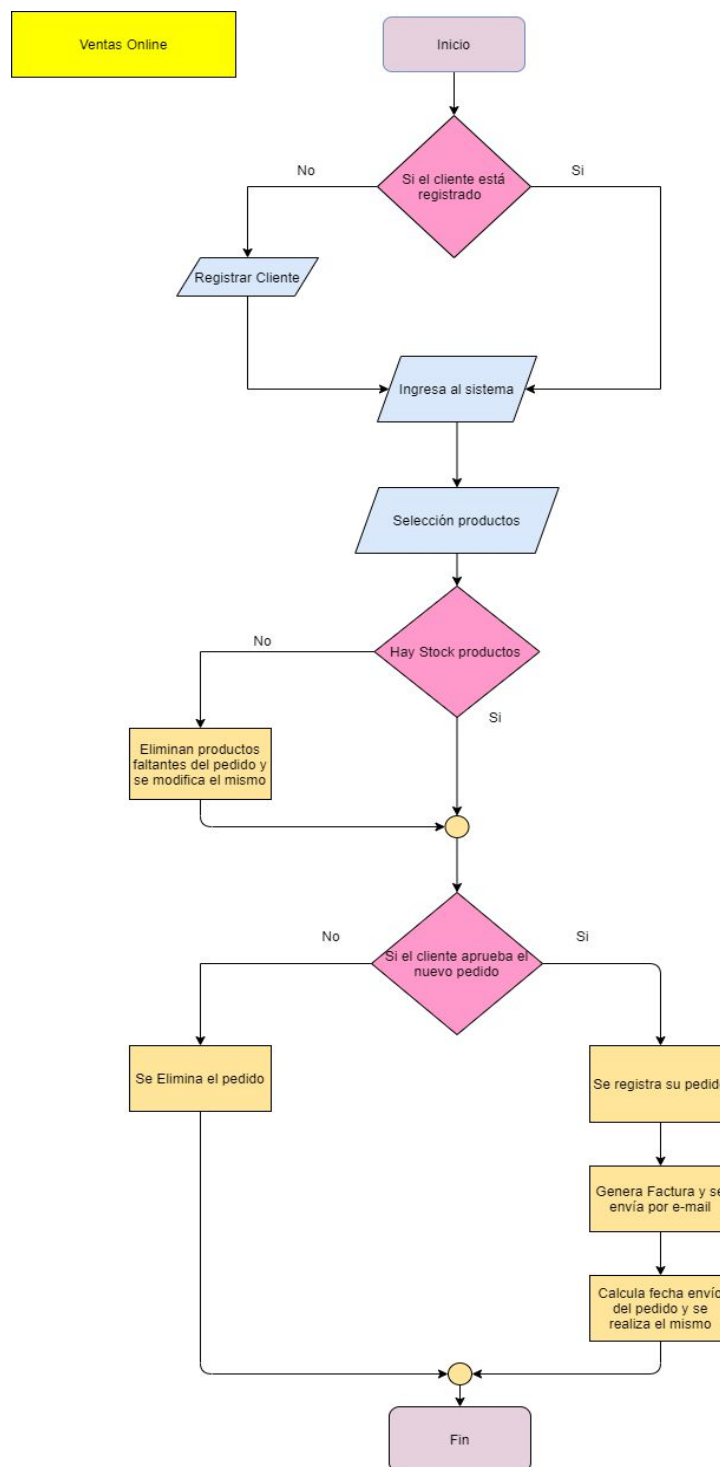 Ventas Online
Inicio
Si el cliente está
registrado
No
Si
Registrar Cliente
Ingresa al sistema
Selección productos
Hay Stock productos
No
Si
Eliminan productos
faltantes del pedido y
se modifica el mismo
Si el cliente aprueba el
nuevo pedido
No
Si
Se Elimina el pedido
Se registra su pedido
Genera Factura y se
envía por e-mail
Calcula fecha envío
del pedido y se
realiza el mismo
Fin